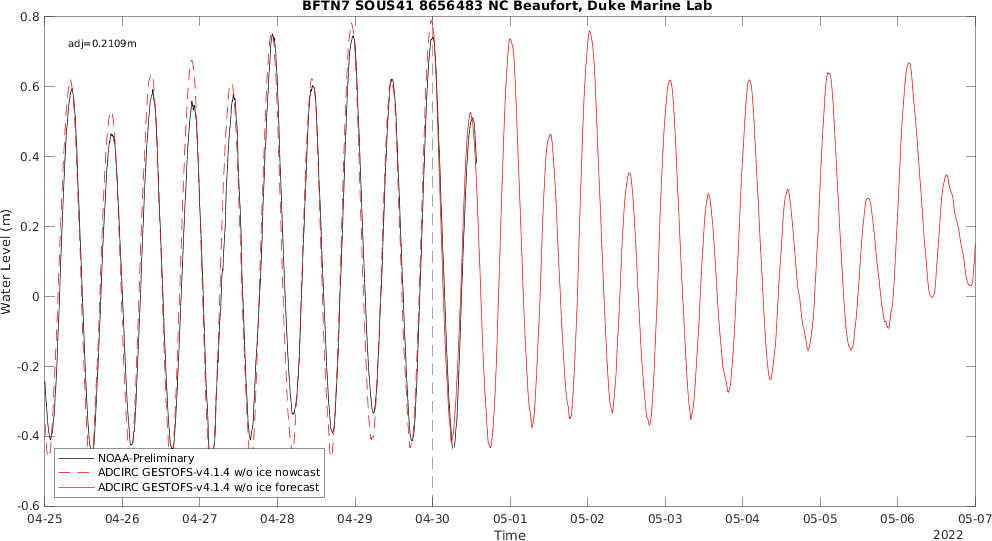 BFTN7 SOUS41 8656483 NC Beaufort, Duke Marine Lab
adj=0.2109m
Water Level (m)
0.8
0.6
0.4
0.2
0
-0.2
-0.4
-0.6
NOAA-Preliminary
ADCIRC GESTOFS-v4.1.4 w/o ice nowcast
ADCIRC GESTOFS-v4.1.4 w/o ice forecast
04-25 04-26 04-27 04-28 04-29 04-30 05-01 05-02 05-03 05-04 05-05 05-06 05-07
Time
2022